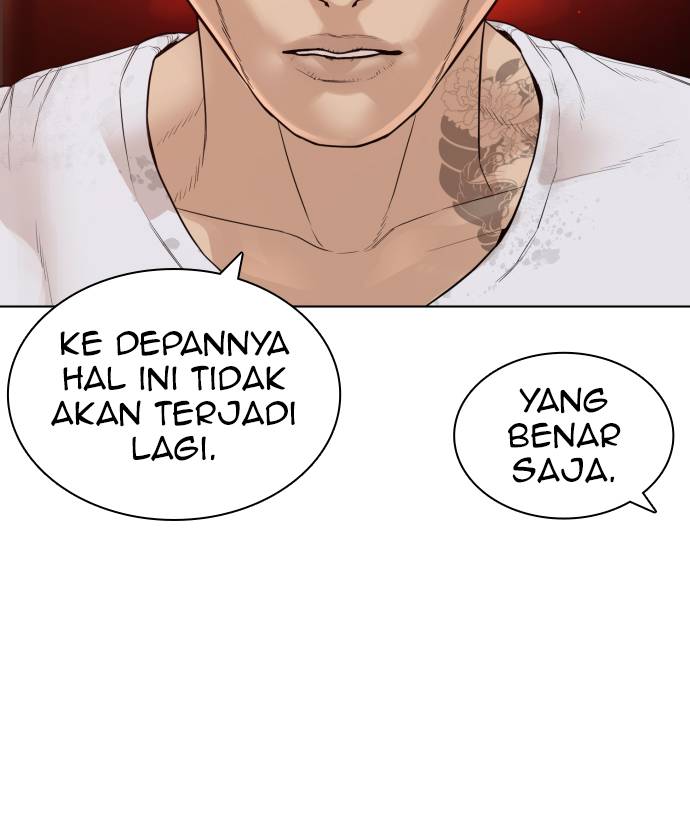 KE DEPANNYA
HAL INI TIDAK
AKAN TERJADI
LAGI.
YANG
BENAR
SAJA.